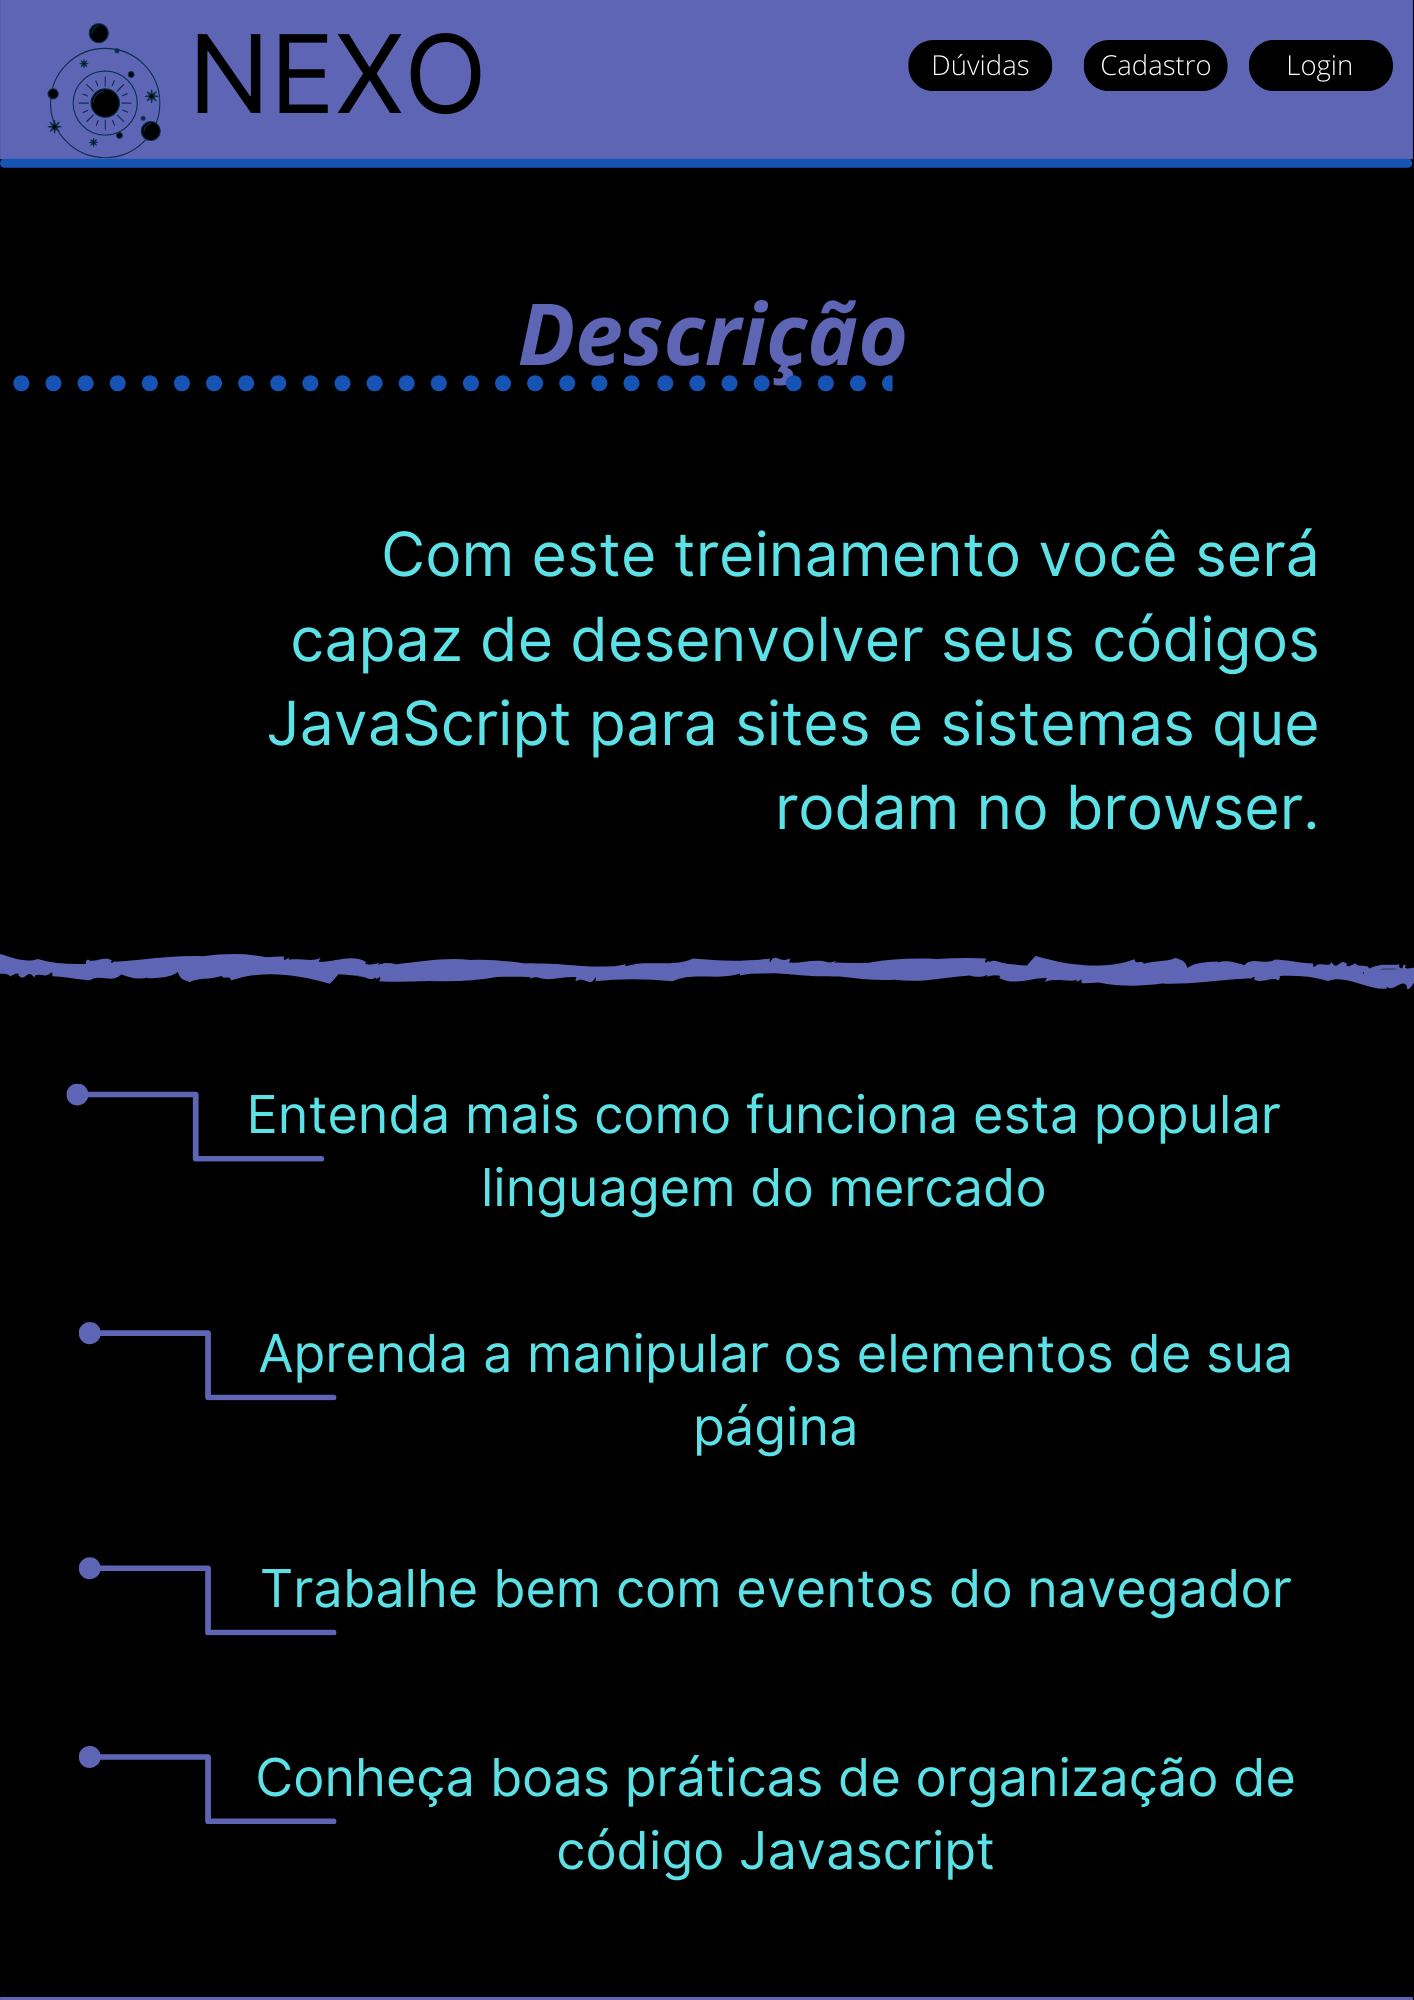 NEXO
Dúvidas
Cadastro
Login
Descrição
Com este treinamento você será
capaz de desenvolver seus códigos
JavaScript para sites e sistemas que
rodam no browser.
Entenda mais como funciona esta popular
linguagem do mercado
Aprenda a manipular os elementos de sua
página
Trabalhe bem com eventos do navegador
Conheça boas práticas de organização de
código Javascript